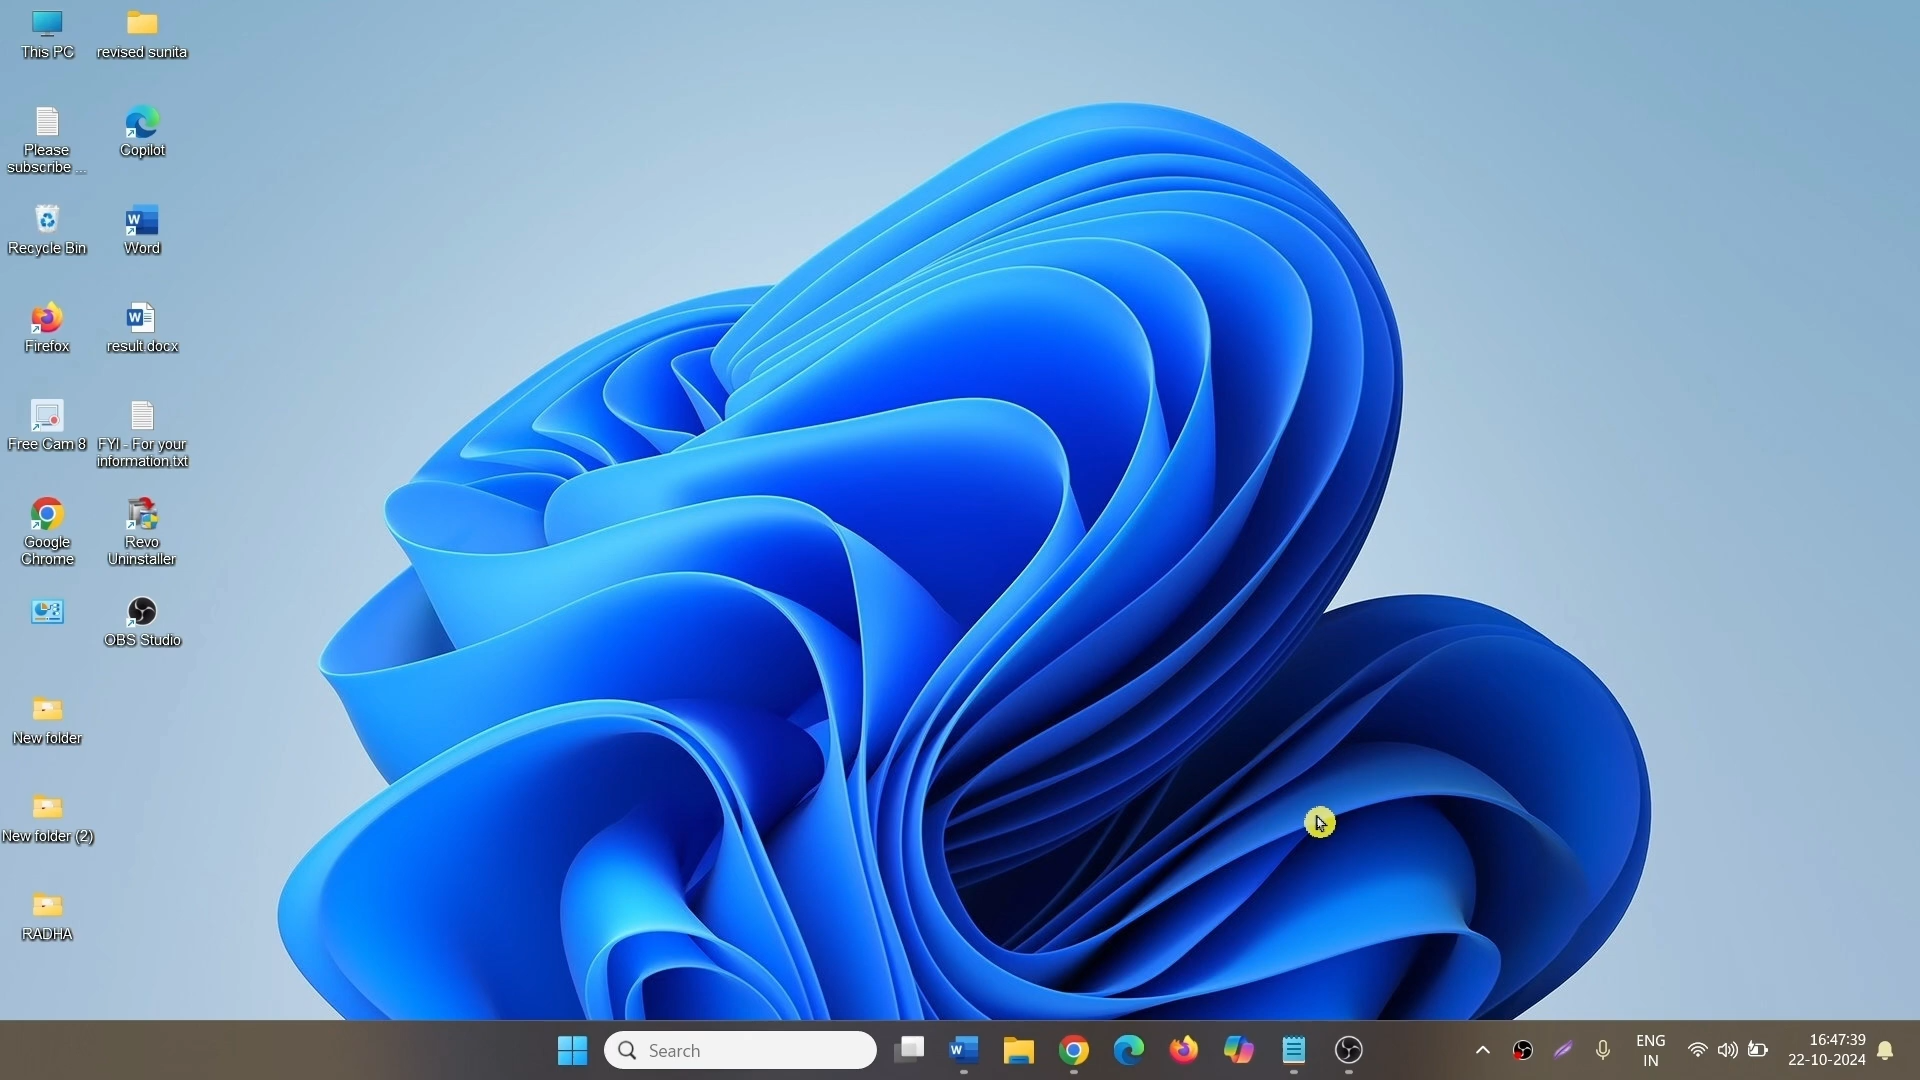 This PC
revised sunita
Please
subscribe ...
Copilot
Recycle Bin
Word
Firefox
result.docx
Free Cam 8
FYI - For your
information.txt
Google
Chrome
Revo
Uninstaller
OBS Studio
New folder
New folder (2)
RADHA
Search
ENG
IN
16:47:39
22-10-2024